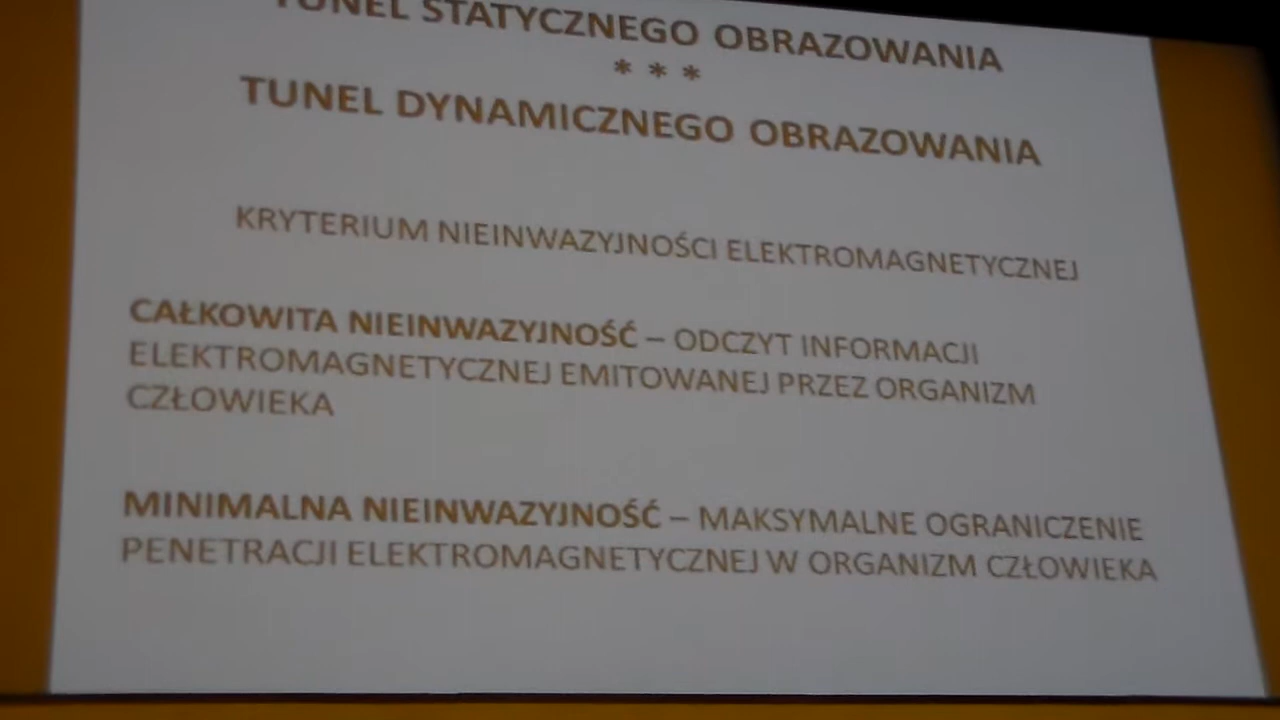 TUNEL STATYCZNEGO OBRAZOWANIA
* * *
TUNEL DYNAMICZNEGO OBRAZOWANIA
KRYTERIUM NIEINWAZYJNOŚCI ELEKTROMAGNETYCZNEJ
CAŁKOWITA NIEINWAZYJNOŚĆ – ODCZYT INFORMACJI
ELEKTROMAGNETYCZNEJ EMITOWANEJ PRZEZ ORGANIZM
CZŁOWIEKA
MINIMALNA NIEINWAZYJNOŚĆ – MAKSYMALNE OGRANICZENIE
PENETRACJI ELEKTROMAGNETYCZNEJ W ORGANIZM CZŁOWIEKA